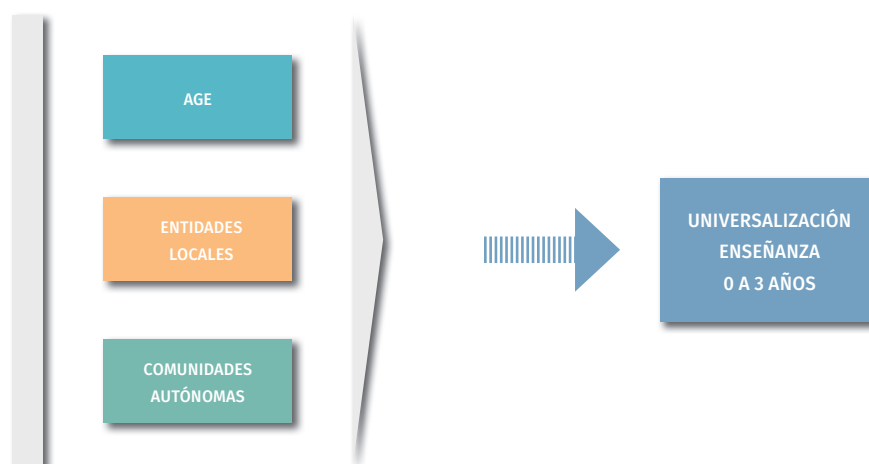 AGE
ENTIDADES
LOCALES
COMUNIDADES
AUTÓNOMAS
UNIVERSALIZACIÓN
ENSEÑANZA
0 A 3 AÑOS